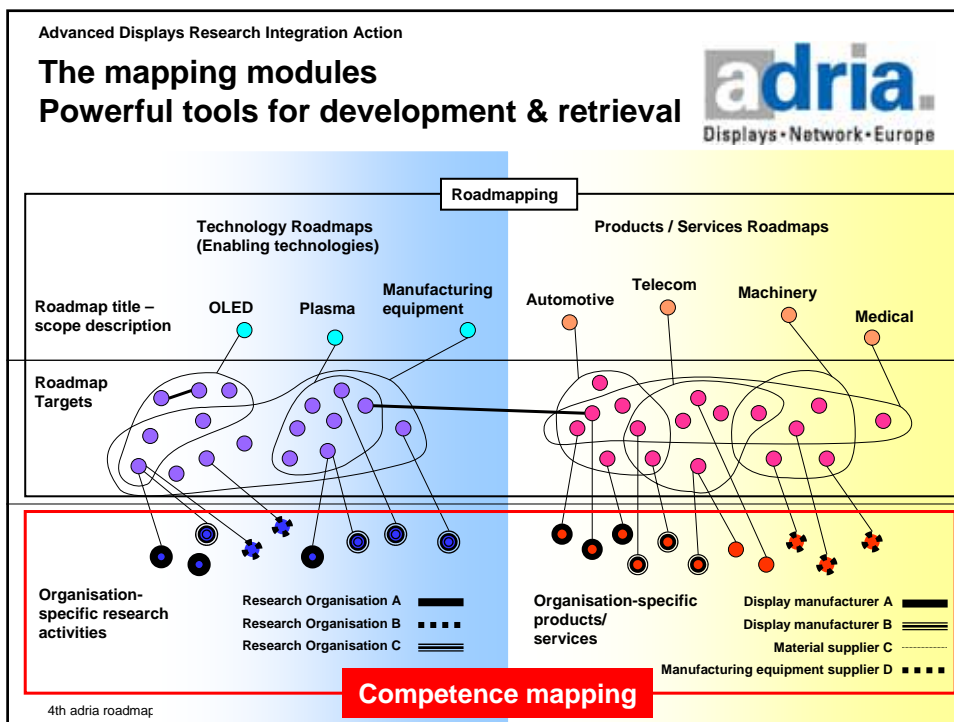 Advanced Displays Research Integration Action
The mapping modules
Powerful tools for development & retrieval
adria.
Displays•Network•Europe
Roadmapping
Technology Roadmaps
(Enabling technologies)
Products / Services Roadmaps
Roadmap title –
scope description
OLED
Plasma
Manufacturing
equipment
Automotive
Telecom
Machinery
Medical
Roadmap
Targets
Organisation-
specific research
activities
Research Organisation A
Research Organisation B
Research Organisation C
Organisation-specific
products/
services
Display manufacturer A
Display manufacturer B
Material supplier C
Manufacturing equipment supplier D
Competence mapping
4th adria roadmap